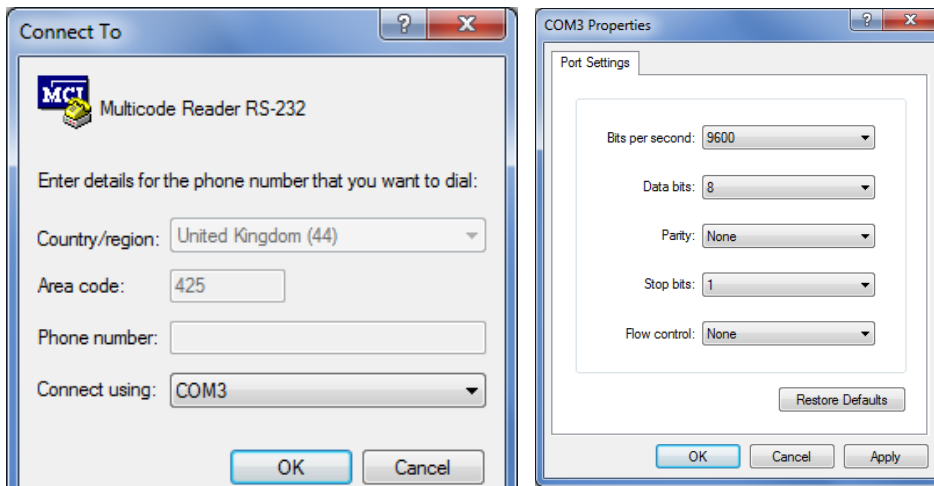 Connect To
?
X
MCI
Multicode Reader RS-232
Enter details for the phone number that you want to dial:
Country/region: United Kingdom (44)
Area code: 425
Phone number:
Connect using: COM3
OK Cancel
COM3 Properties
?
X
Port Settings
Bits per second: 9600
Data bits: 8
Parity: None
Stop bits: 1
Flow control: None
Restore Defaults
OK Cancel Apply